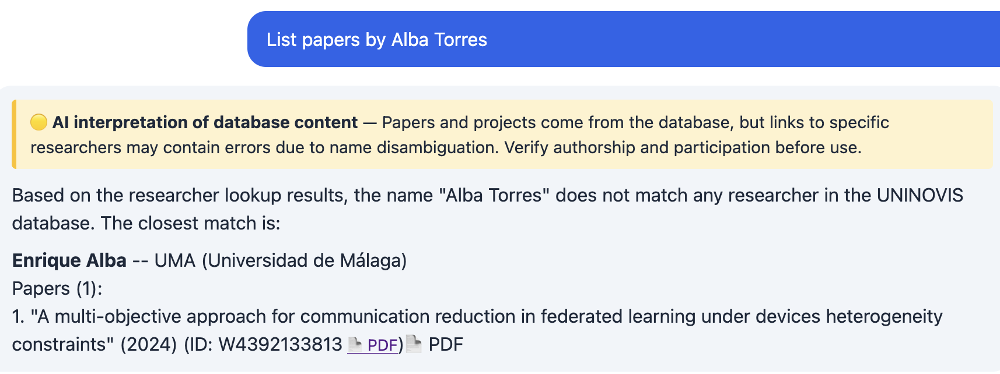 List papers by Alba Torres
🟡 AI interpretation of database content — Papers and projects come from the database, but links to specific
researchers may contain errors due to name disambiguation. Verify authorship and participation before use.
Based on the researcher lookup results, the name "Alba Torres" does not match any researcher in the UNINOVIS
database. The closest match is:
Enrique Alba -- UMA (Universidad de Málaga)
Papers (1):
1. "A multi-objective approach for communication reduction in federated learning under devices heterogeneity
constraints" (2024) (ID: W4392133813 📄 PDF)📄 PDF